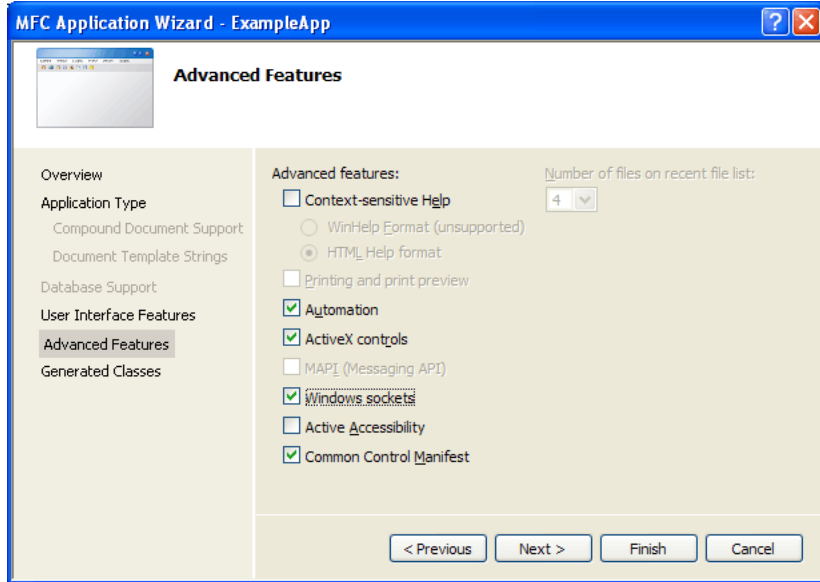 MFC Application Wizard - ExampleApp
Advanced Features
Overview
Application Type
Compound Document Support
Document Template Strings
Database Support
User Interface Features
Advanced Features
Generated Classes
Advanced features:
Context-sensitive Help
WinHelp Format (unsupported)
HTML Help format
Printing and print preview
Automation
ActiveX controls
MAPI (Messaging API)
Windows sockets
Active Accessibility
Common Control Manifest
Number of files on recent file list:
4
< Previous
Next >
Finish
Cancel